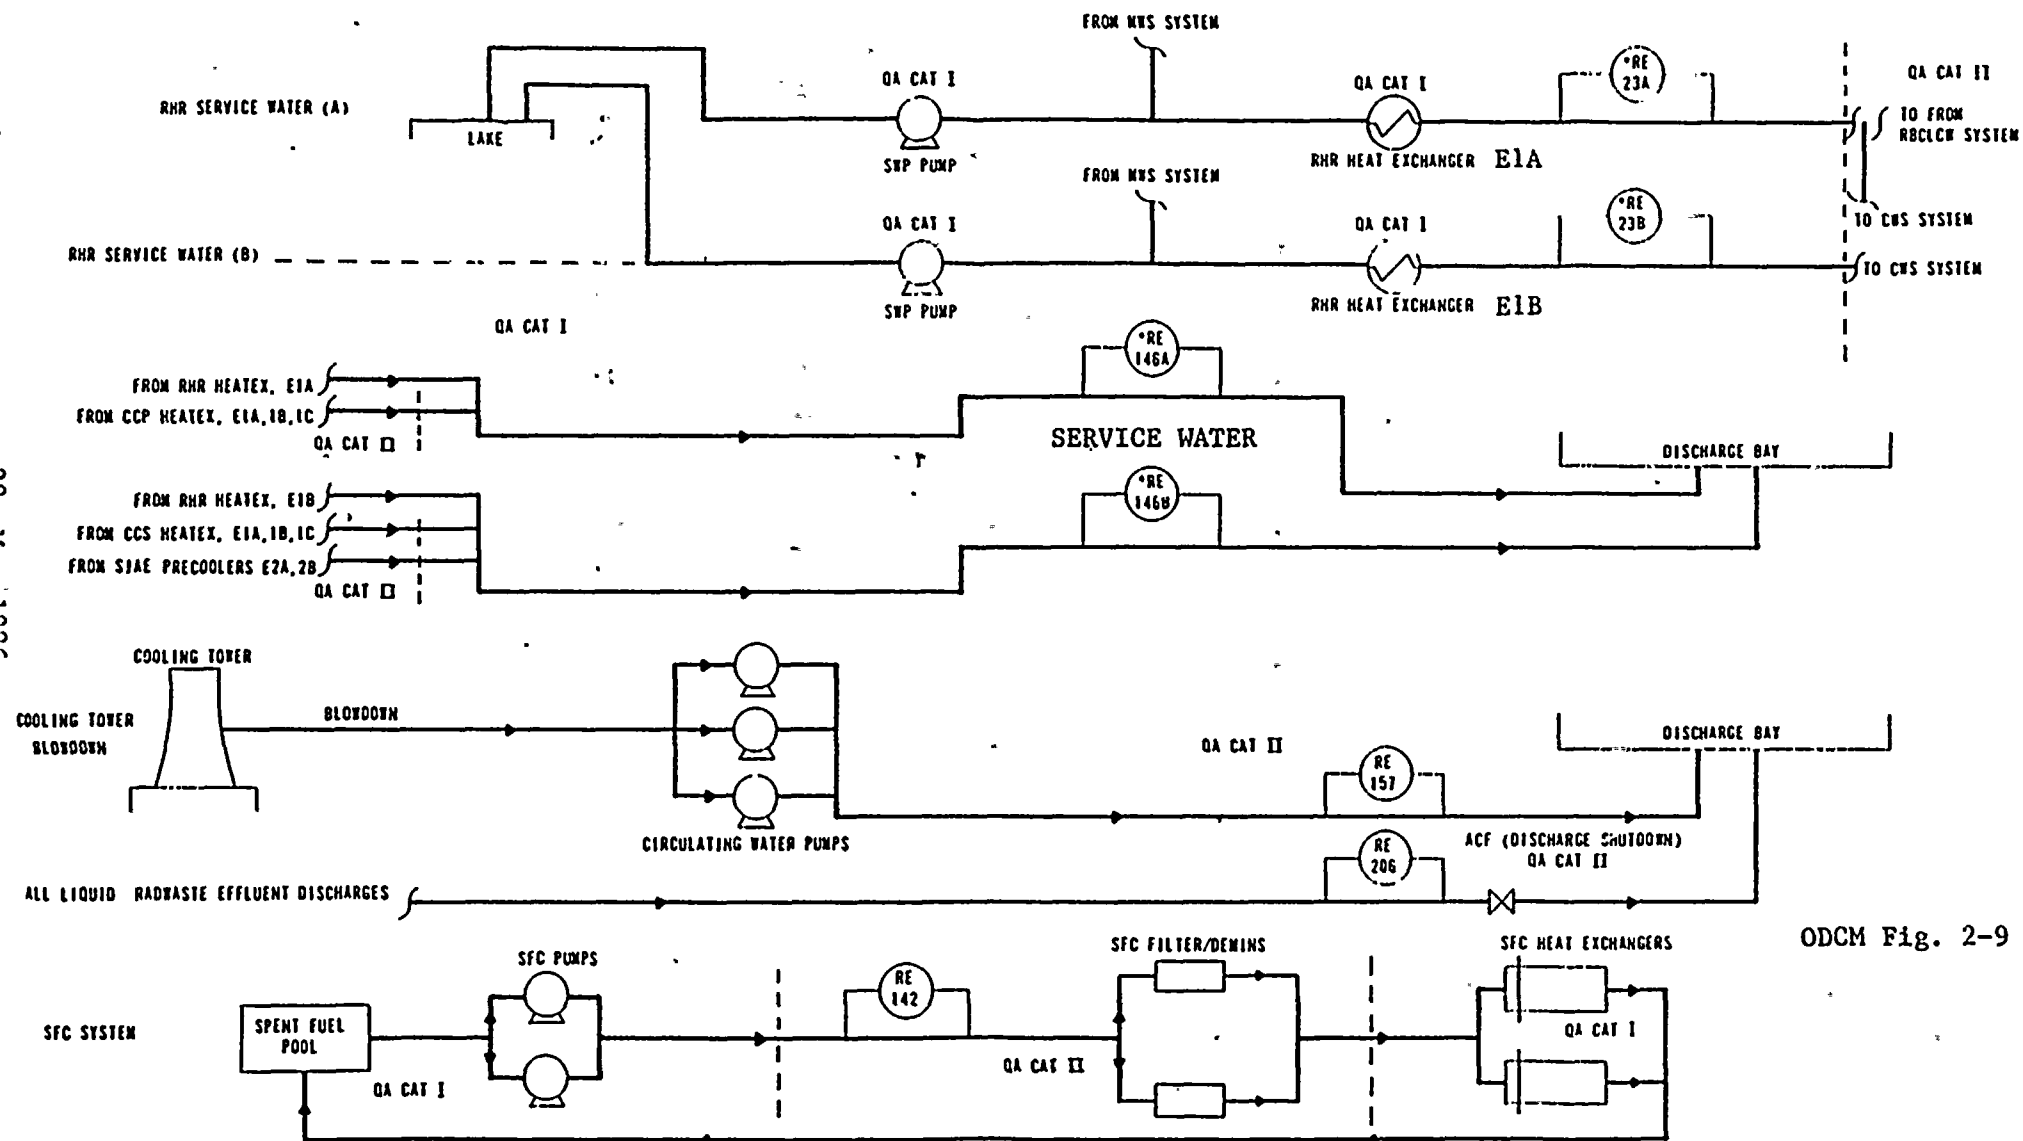 FROM NWS SYSTEM
QA CAT I
QA CAT I
*RE
23A
QA CAT II
RHR SERVICE WATER (A)
LAKE
TO FROM
RBCLCW SYSTEM
SWP PUMP
RHR HEAT EXCHANGER E1A
FROM NWS SYSTEM
QA CAT I
QA CAT I
*RE
23B
TO CWS SYSTEM
RHR SERVICE WATER (B)
TO CWS SYSTEM
SWP PUMP
RHR HEAT EXCHANGER E1B
QA CAT I
*RE
146A
FROM RHR HEATEX, E1A
FROM CCP HEATEX, E1A,1B,1C
QA CAT II
SERVICE WATER
DISCHARGE BAY
*RE
146B
FROM RHR HEATEX, E1B
FROM CCS HEATEX, E1A,1B,1C
FROM SJAE PRECOOLERS E2A,2B
QA CAT II
COOLING TOWER
COOLING TOWER
BLOWDOWN
BLOWDOWN
QA CAT II
DISCHARGE BAY
RE
157
CIRCULATING WATER PUMPS
ACF (DISCHARGE SHUTDOWN)
QA CAT II
RE
206
ALL LIQUID RADWASTE EFFLUENT DISCHARGES
ODCM Fig. 2-9
SFC PUMPS
SFC FILTER/DEMINS
SFC HEAT EXCHANGERS
RE
142
SFC SYSTEM
SPENT FUEL
POOL
QA CAT I
QA CAT II
QA CAT I